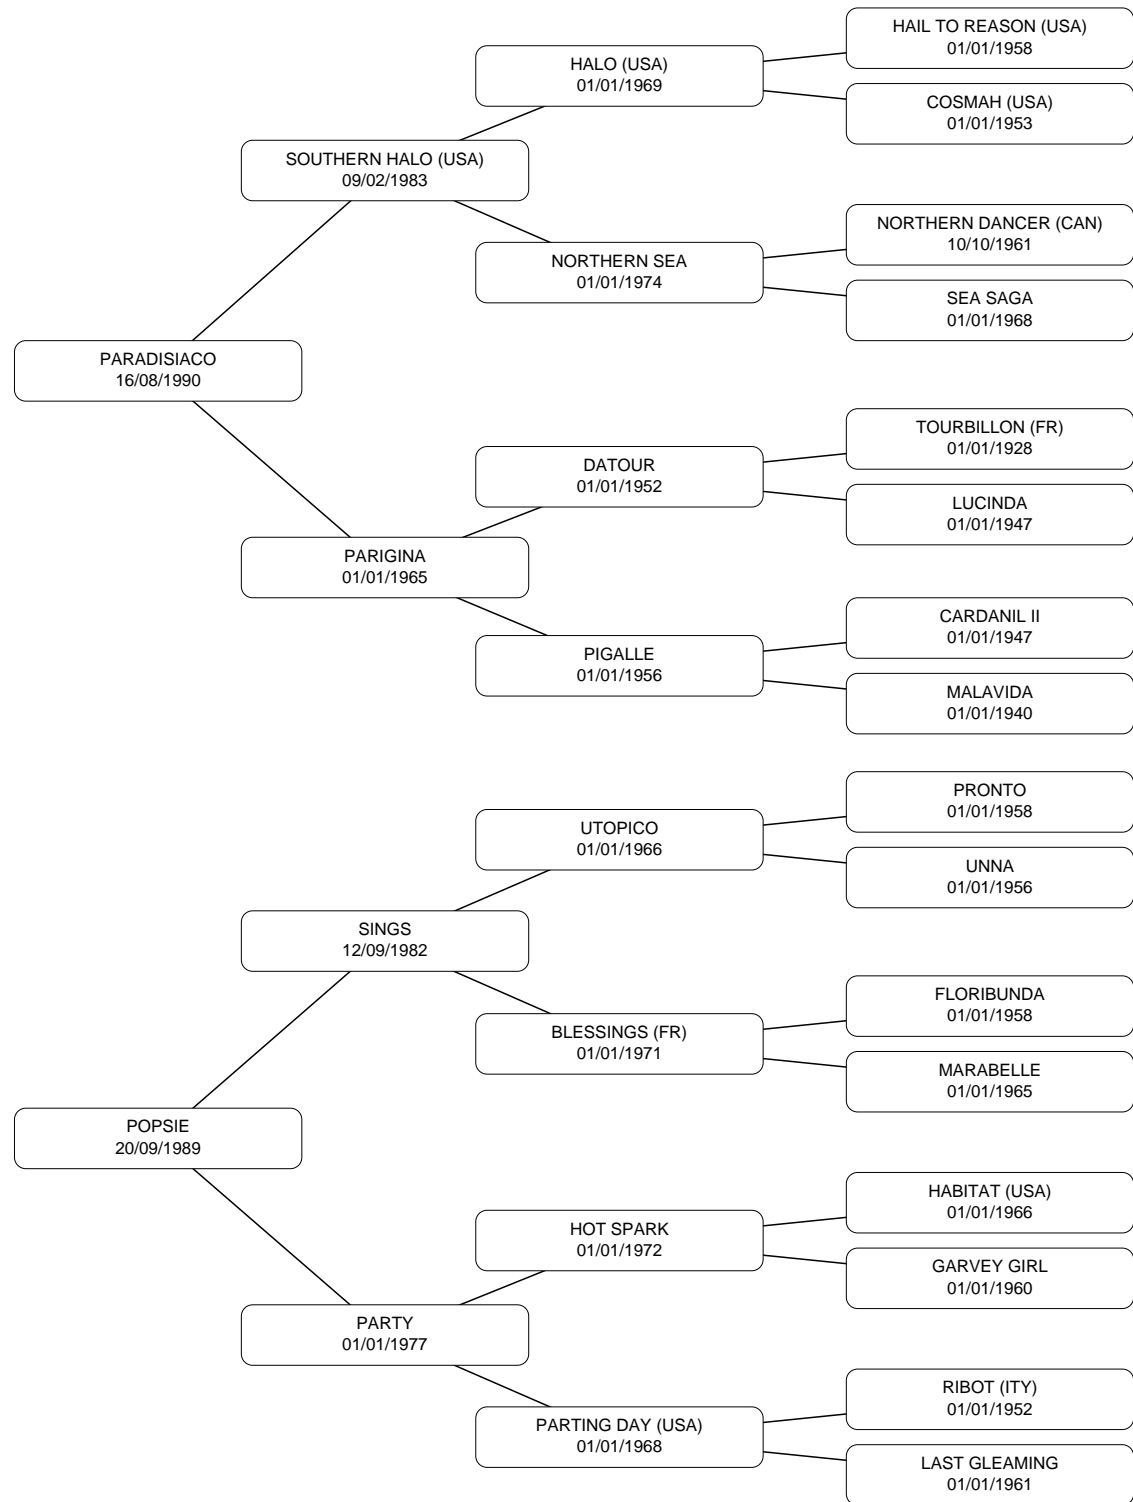 HAIL TO REASON (USA)
01/01/1958
HALO (USA)
01/01/1969
COSMAH (USA)
01/01/1953
SOUTHERN HALO (USA)
09/02/1983
NORTHERN DANCER (CAN)
10/10/1961
NORTHERN SEA
01/01/1974
SEA SAGA
01/01/1968
PARADISIACO
16/08/1990
TOURBILLON (FR)
01/01/1928
DATOUR
01/01/1952
LUCINDA
01/01/1947
PARIGINA
01/01/1965
CARDANIL II
01/01/1947
PIGALLE
01/01/1956
MALAVIDA
01/01/1940
PRONTO
01/01/1958
UTOPICO
01/01/1966
UNNA
01/01/1956
SINGS
12/09/1982
FLORIBUNDA
01/01/1958
BLESSINGS (FR)
01/01/1971
MARABELLE
01/01/1965
POPSIE
20/09/1989
HABITAT (USA)
01/01/1966
HOT SPARK
01/01/1972
GARVEY GIRL
01/01/1960
PARTY
01/01/1977
RIBOT (ITY)
01/01/1952
PARTING DAY (USA)
01/01/1968
LAST GLEAMING
01/01/1961